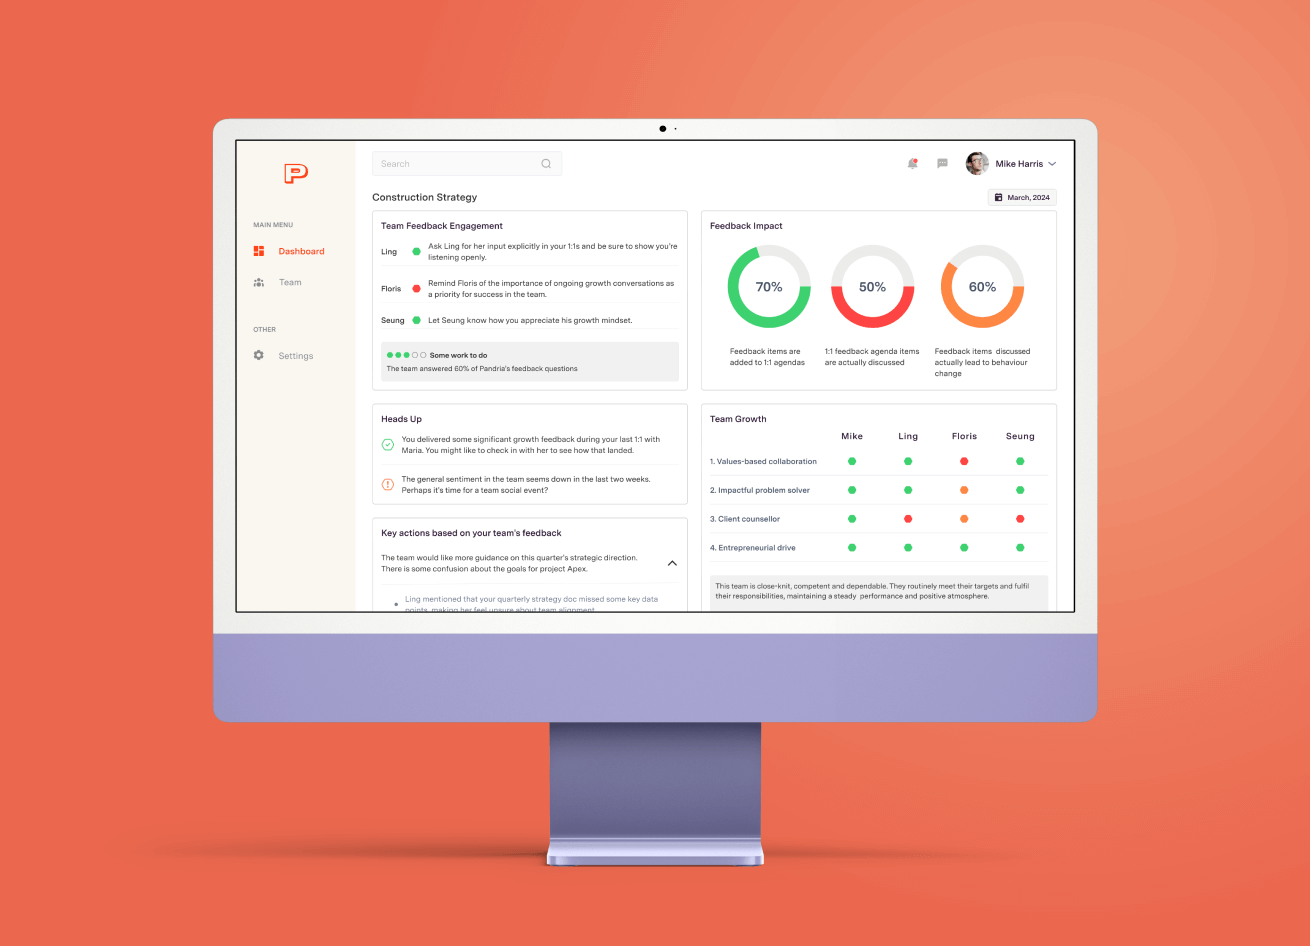 P
Search
Mike Harris
MAIN MENU
Dashboard
Team
OTHER
Settings
Construction Strategy
March, 2024
Team Feedback Engagement
Ling
Ask Ling for her input explicitly in your 1:1s and be sure to show you're
listening openly.
Floris
Remind Floris of the importance of ongoing growth conversations as
a priority for success in the team.
Seung
Let Seung know how you appreciate his growth mindset.
Some work to do
The team answered 60% of Pandria's feedback questions
Feedback Impact
70%
50%
60%
Feedback items are
added to 1:1 agendas
1:1 feedback agenda items
are actually discussed
Feedback items discussed
actually lead to behaviour
change
Heads Up
You delivered some significant growth feedback during your last 1:1 with
Maria. You might like to check in with her to see how that landed.
The general sentiment in the team seems down in the last two weeks.
Perhaps it's time for a team social event?
Team Growth
Mike Ling Floris Seung
1. Values-based collaboration
2. Impactful problem solver
3. Client counsellor
4. Entrepreneurial drive
This team is close-knit, competent and dependable. They routinely meet their targets and fulfil
their responsibilities, maintaining a steady performance and positive atmosphere.
Key actions based on your team's feedback
The team would like more guidance on this quarter's strategic direction.
There is some confusion about the goals for project Apex.
Ling mentioned that your quarterly strategy doc missed some key data
points, making her feel unsure about team alignment